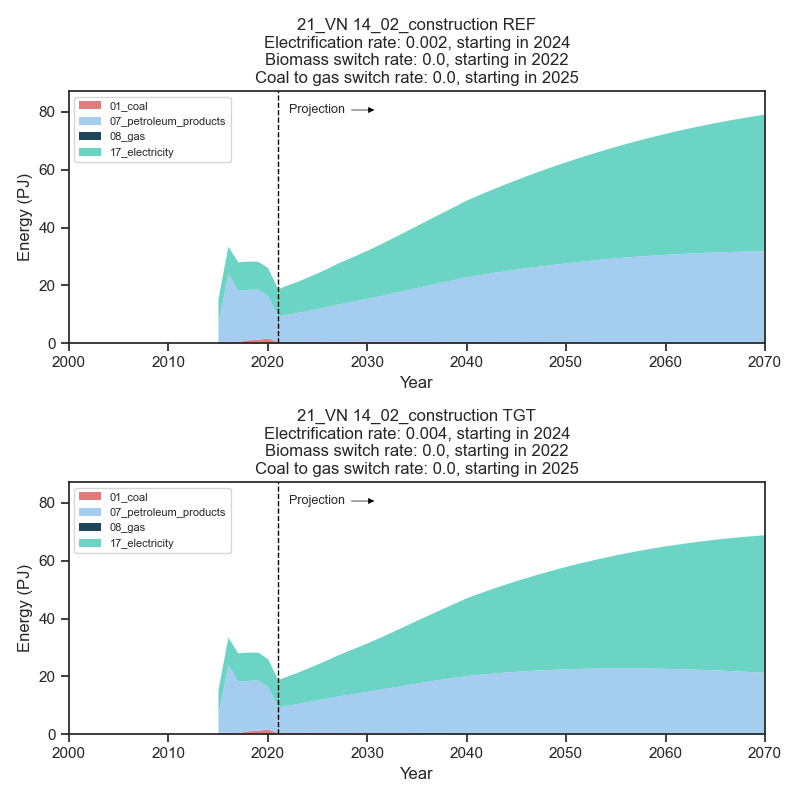 21_VN 14_02_construction REF
Electrification rate: 0.002, starting in 2024
Biomass switch rate: 0.0, starting in 2022
Coal to gas switch rate: 0.0, starting in 2025
80
60
40
20
0
Energy (PJ)
01_coal
07_petroleum_products
08_gas
17_electricity
Projection
2000 2010 2020 2030 2040 2050 2060 2070
Year
21_VN 14_02_construction TGT
Electrification rate: 0.004, starting in 2024
Biomass switch rate: 0.0, starting in 2022
Coal to gas switch rate: 0.0, starting in 2025
80
60
40
20
0
Energy (PJ)
01_coal
07_petroleum_products
08_gas
17_electricity
Projection
2000 2010 2020 2030 2040 2050 2060 2070
Year